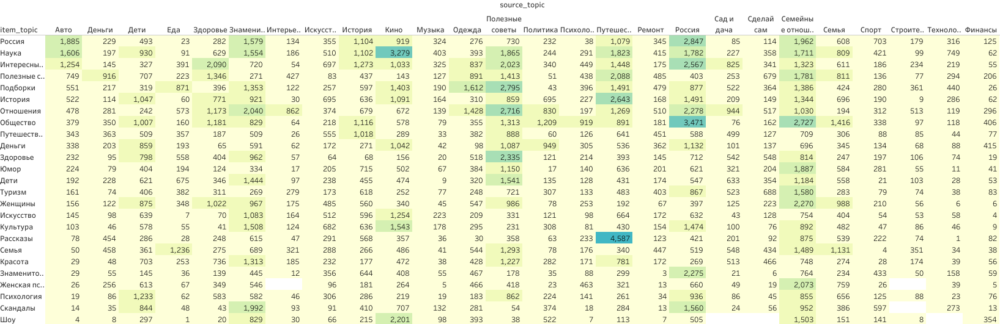 source_topic
item_topic Авто Деньги Дети Еда Здоровье Знамени.. Интерье.. Искусст.. История Кино Музыка Одежда Полезные советы Политика Психоло.. Путешес.. Ремонт Россия Сад и дача Сделай сам Семейны е отнош.. Семья Спорт Строите.. Техноло.. Финансы
Россия 1,885 229 493 23 282 1,579 134 355 1,104 919 324 276 730 232 38 1,079 345 2,847 85 114 1,962 608 703 179 316 125
Наука 1,606 197 930 91 629 1,554 186 510 1,102 3,279 403 393 1,865 244 291 1,823 415 1,782 227 358 1,711 809 421 99 749 62
Интересны.. 1,254 145 327 391 2,090 720 54 697 1,273 1,033 325 837 2,023 340 449 1,448 175 2,567 825 341 1,323 611 186 234 219 55
Полезные с.. 749 916 707 223 1,346 271 427 83 437 143 127 891 1,413 51 438 2,088 485 403 253 679 1,781 811 136 77 294 206
Подборки 551 217 319 871 396 1,353 122 257 597 1,403 190 1,612 2,795 43 396 1,491 479 877 522 364 1,386 424 280 361 440 26
История 522 114 1,047 60 771 921 30 695 636 1,091 164 310 859 695 227 2,643 168 1,491 209 149 1,344 696 190 9 286 62
Отношения 478 281 242 573 1,173 2,040 862 374 679 672 139 1,428 2,716 830 197 1,269 510 2,278 944 517 1,030 194 312 513 119 296
Общество 379 350 1,007 160 1,181 829 64 218 1,116 578 79 355 1,313 1,209 919 891 181 3,471 76 162 2,727 1,416 338 97 118 406
Путешеств.. 343 363 509 357 187 509 26 555 1,018 289 33 382 888 60 126 641 451 588 499 127 709 306 88 85 44 77
Деньги 338 203 859 193 65 591 62 172 271 1,042 42 98 1,087 949 305 536 362 1,132 101 137 696 345 134 68 88 415
Здоровье 232 95 798 558 404 962 57 64 68 156 20 518 2,335 121 214 393 145 712 542 548 814 247 197 106 74 19
Юмор 224 79 404 194 124 334 17 205 715 502 67 384 1,150 17 140 636 201 621 321 204 1,887 584 281 55 11 41
Дети 192 228 621 675 346 1,444 97 238 455 474 9 320 1,541 135 128 431 174 547 633 354 1,184 558 21 103 28 53
Туризм 161 74 406 382 311 269 279 173 618 252 77 248 721 307 133 483 403 867 523 688 1,580 283 79 74 38 83
Женщины 156 122 875 348 1,022 967 175 485 560 340 45 547 986 78 253 192 67 397 125 223 2,270 988 210 56 6 6
Искусство 145 98 639 7 70 1,083 164 512 596 1,254 223 209 331 121 98 664 172 632 43 128 754 404 54 53 58 4
Культура 103 46 578 55 41 1,508 124 682 636 1,543 178 295 231 308 81 430 154 1,474 100 76 892 482 47 86 46 9
Рассказы 78 454 286 28 248 615 47 291 568 357 36 30 358 63 233 4,587 123 421 201 92 875 539 222 74 1 82
Семья 50 458 361 1,236 275 689 321 288 266 486 41 544 1,293 78 176 340 447 519 548 434 1,489 1,131 4 351 34 38
Красота 29 48 703 253 736 1,313 185 232 177 472 38 428 1,227 282 171 781 172 269 513 466 748 274 28 174 39 56
Знаменито.. 29 55 145 36 139 445 12 356 644 408 55 467 178 35 88 299 3 2,275 21 6 764 234 433 50 158 59
Женская пс.. 26 256 613 67 349 546 96 181 264 5 466 418 23 463 321 13 660 49 19 2,073 759 26 39 5
Психология 19 86 1,233 62 583 582 46 306 286 219 19 183 862 224 141 261 34 936 86 45 855 656 125 88 23 76
Скандалы 14 35 844 48 43 1,992 93 91 410 707 132 281 54 374 18 284 13 1,560 24 56 952 386 597 273 13
Шоу 4 8 297 1 20 829 30 66 215 2,201 98 393 38 522 7 113 7 505 1,503 151 141 8 354